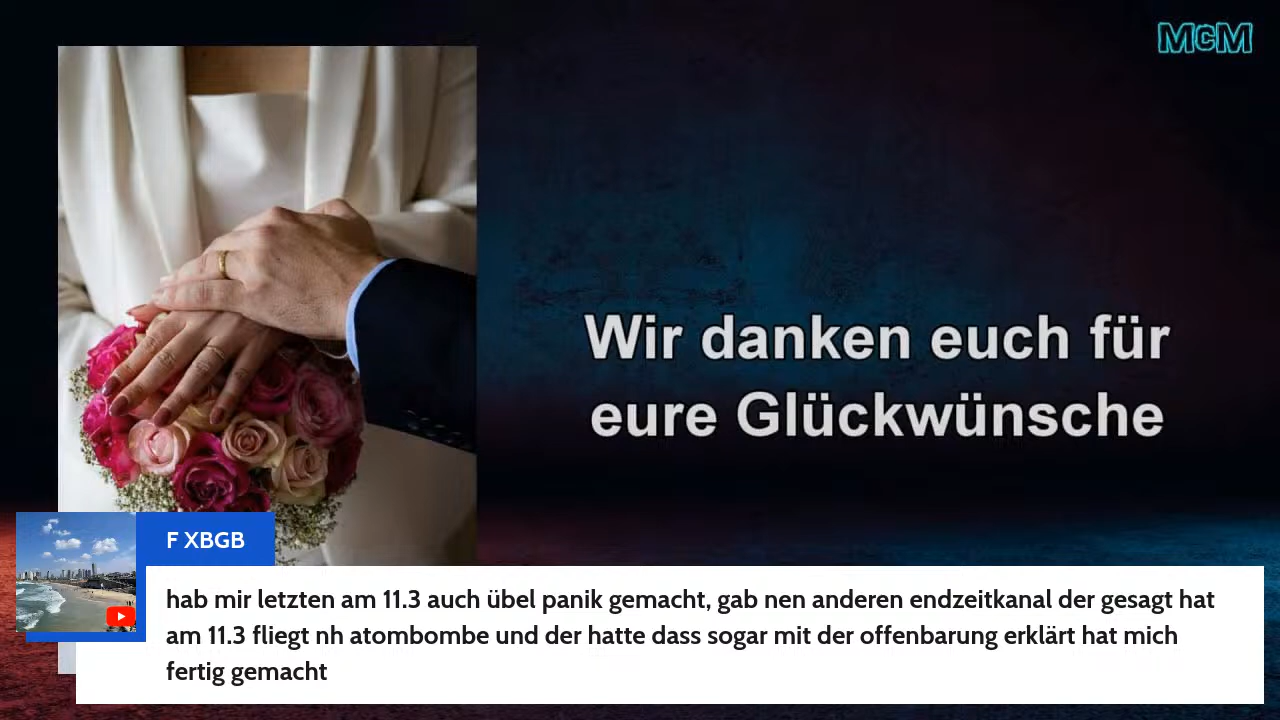 McM
Wir danken euch für
eure Glückwünsche
F XBGB
hab mir letzten am 11.3 auch übel panik gemacht, gab nen anderen endzeitkanal der gesagt hat
am 11.3 fliegt nh atombombe und der hatte dass sogar mit der offenbarung erklärt hat mich
fertig gemacht